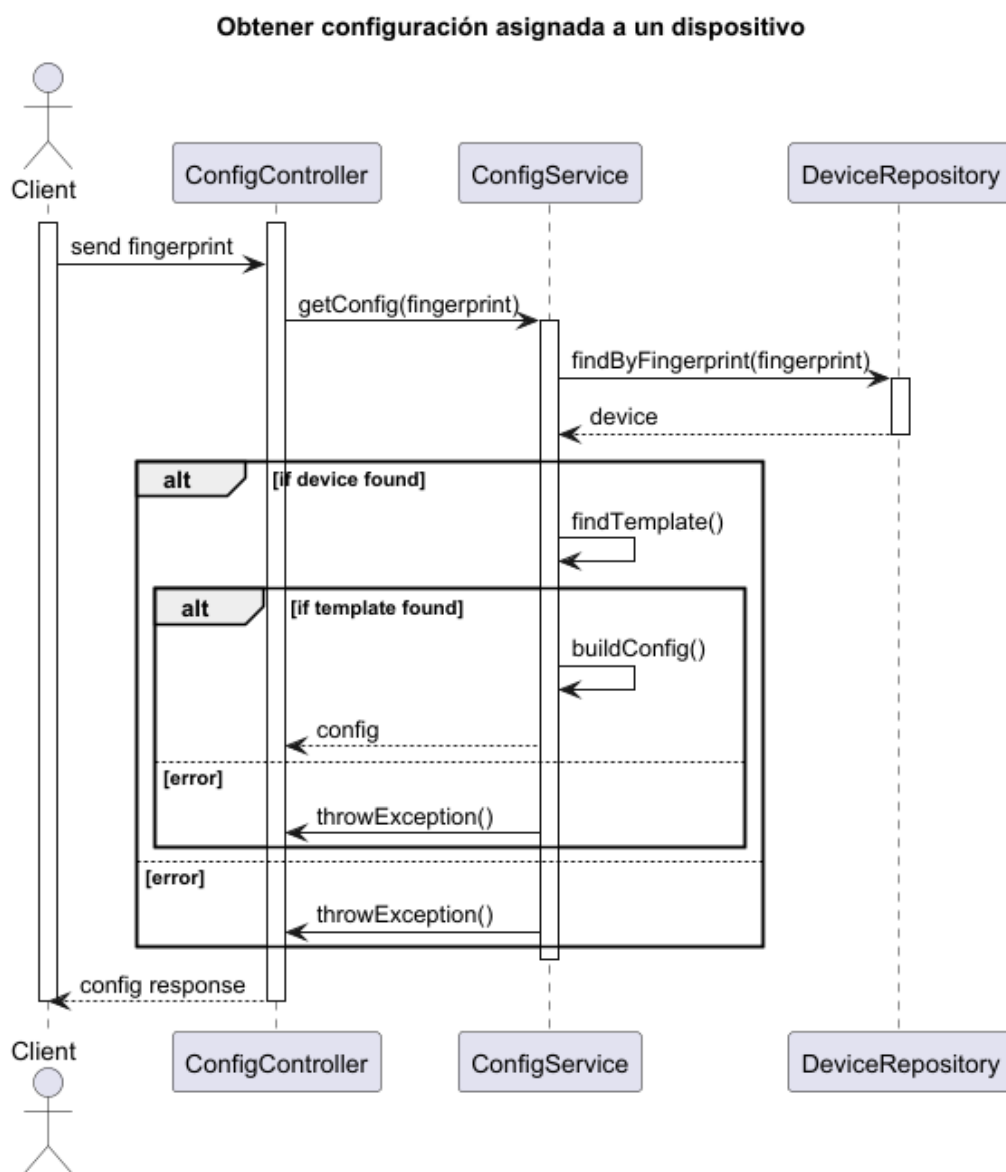 Obtener configuración asignada a un dispositivo
Client
ConfigController
ConfigService
DeviceRepository
send fingerprint
getConfig(fingerprint)
findByFingerprint(fingerprint)
device
alt
[if device found]
findTemplate()
alt
[if template found]
buildConfig()
config
[error]
throwException()
[error]
throwException()
config response
Client
ConfigController
ConfigService
DeviceRepository